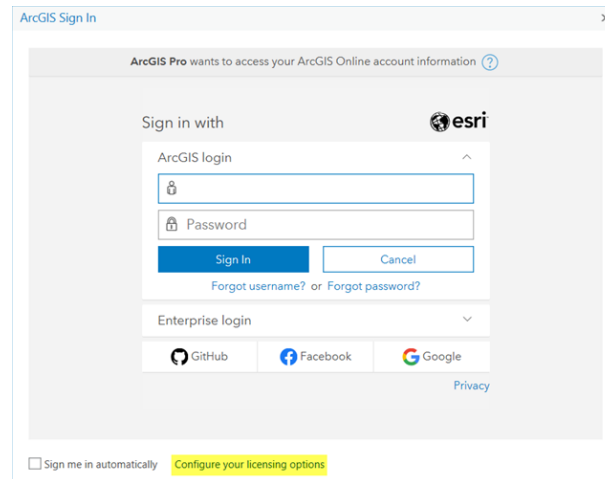 ArcGIS Sign In
ArcGIS Pro wants to access your ArcGIS Online account information ?
Sign in with esri
ArcGIS login
Password
Sign In Cancel
Forgot username? or Forgot password?
Enterprise login
GitHub Facebook Google
Privacy
Sign me in automatically Configure your licensing options